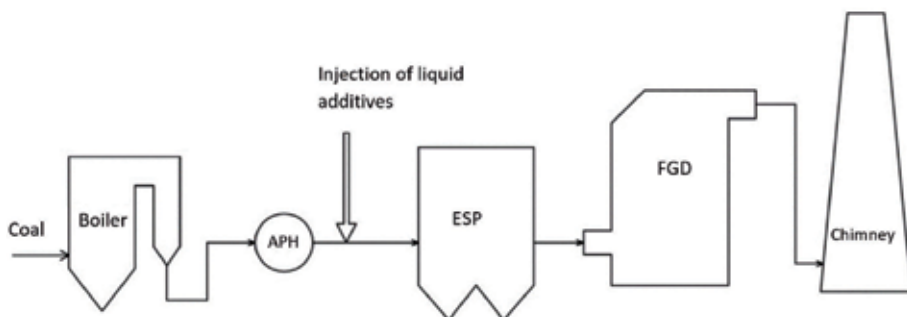 Injection of liquid
additives
Coal
Boiler
APH
ESP
FGD
Chimney